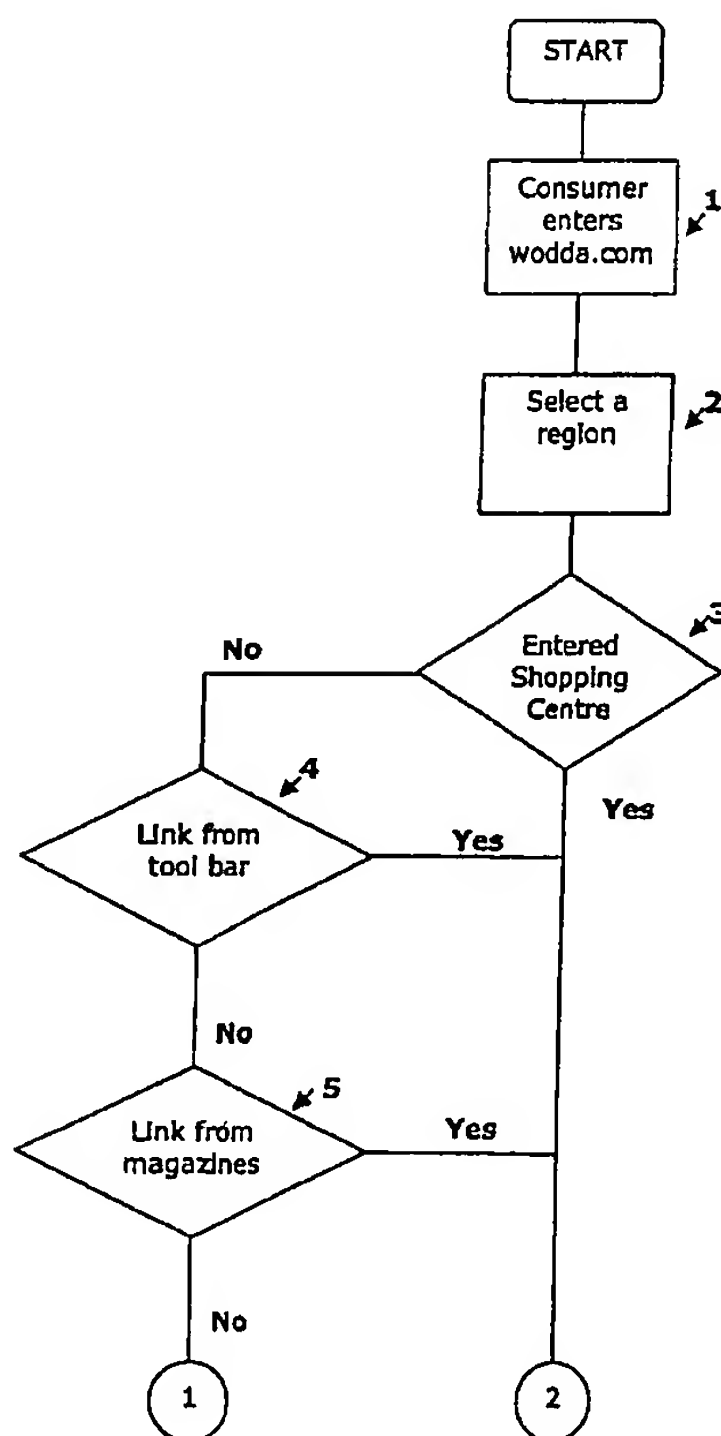 START
Consumer
enters
wodda.com
1
Select a
region
2
Entered
Shopping
Centre
3
No
Yes
Link from
tool bar
4
Yes
No
Link from
magazines
5
Yes
No
1
2